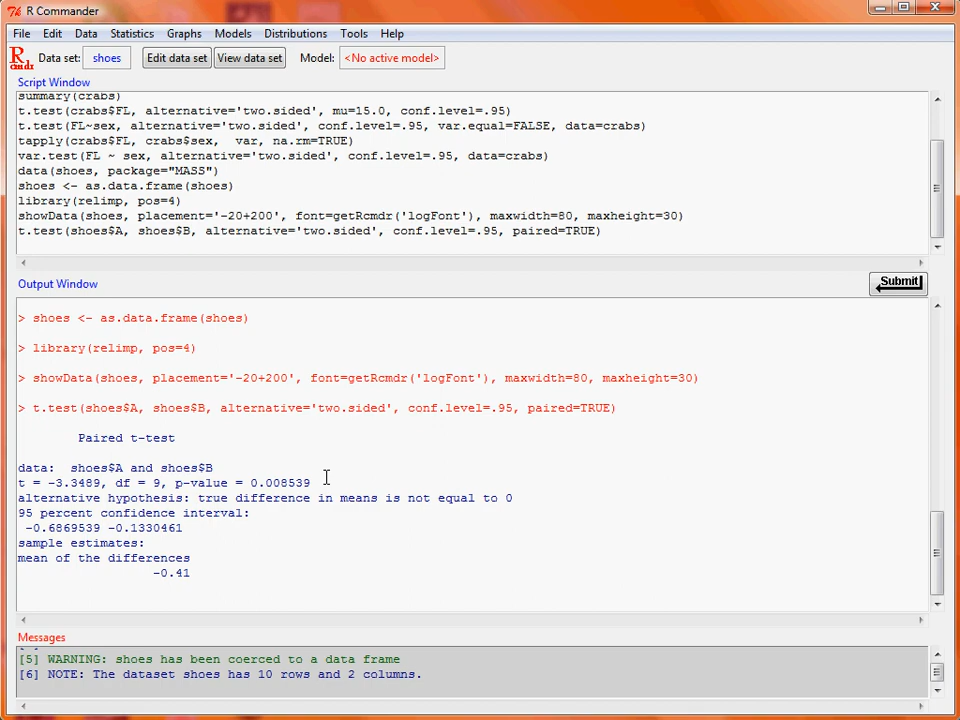 R Commander
File Edit Data Statistics Graphs Models Distributions Tools Help
R cmdr Data set: shoes Edit data set View data set Model: <No active model>
Script Window
summary(crabs)
t.test(crabs$FL, alternative='two.sided', mu=15.0, conf.level=.95)
t.test(FL~sex, alternative='two.sided', conf.level=.95, var.equal=FALSE, data=crabs)
tapply(crabs$FL, crabs$sex,  var, na.rm=TRUE)
var.test(FL ~ sex, alternative='two.sided', conf.level=.95, data=crabs)
data(shoes, package="MASS")
shoes <- as.data.frame(shoes)
library(relimp, pos=4)
showData(shoes, placement='-20+200', font=getRcmdr('logFont'), maxwidth=80, maxheight=30)
t.test(shoes$A, shoes$B, alternative='two.sided', conf.level=.95, paired=TRUE)
Output Window
Submit
> shoes <- as.data.frame(shoes)
> library(relimp, pos=4)
> showData(shoes, placement='-20+200', font=getRcmdr('logFont'), maxwidth=80, maxheight=30)
> t.test(shoes$A, shoes$B, alternative='two.sided', conf.level=.95, paired=TRUE)
Paired t-test
data:  shoes$A and shoes$B
t = -3.3489, df = 9, p-value = 0.008539
alternative hypothesis: true difference in means is not equal to 0
95 percent confidence interval:
-0.6869539 -0.1330461
sample estimates:
mean of the differences
-0.41
Messages
[5] WARNING: shoes has been coerced to a data frame
[6] NOTE: The dataset shoes has 10 rows and 2 columns.